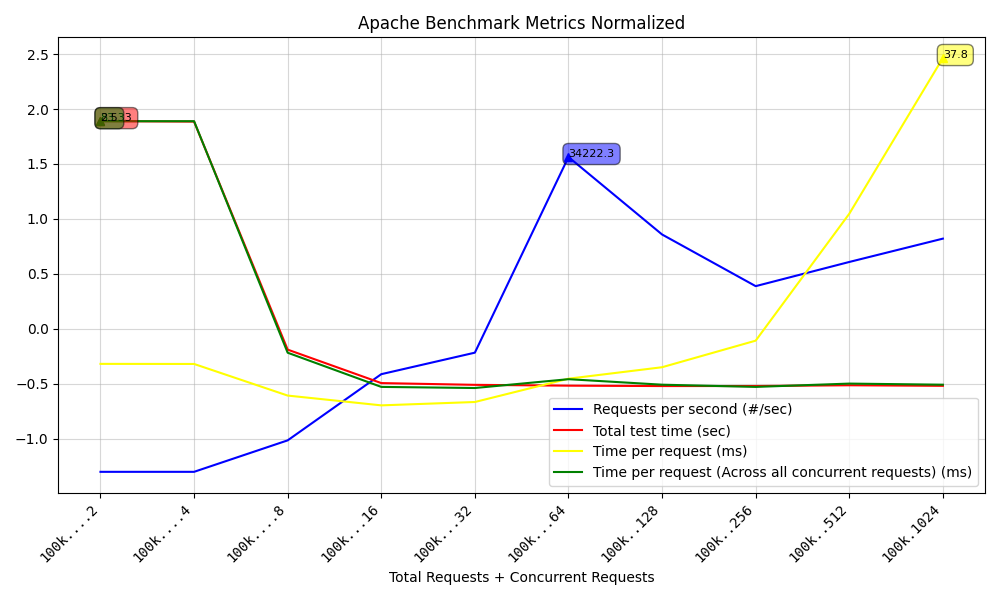 Apache Benchmark Metrics Normalized
2.5
2.0
1.5
1.0
0.5
0.0
−0.5
−1.0
37.8
34222.3
Requests per second (#/sec)
Total test time (sec)
Time per request (ms)
Time per request (Across all concurrent requests) (ms)
100k....2
100k....4
100k....8
100k...16
100k...32
100k...64
100k..128
100k..256
100k..512
100k.1024
Total Requests + Concurrent Requests